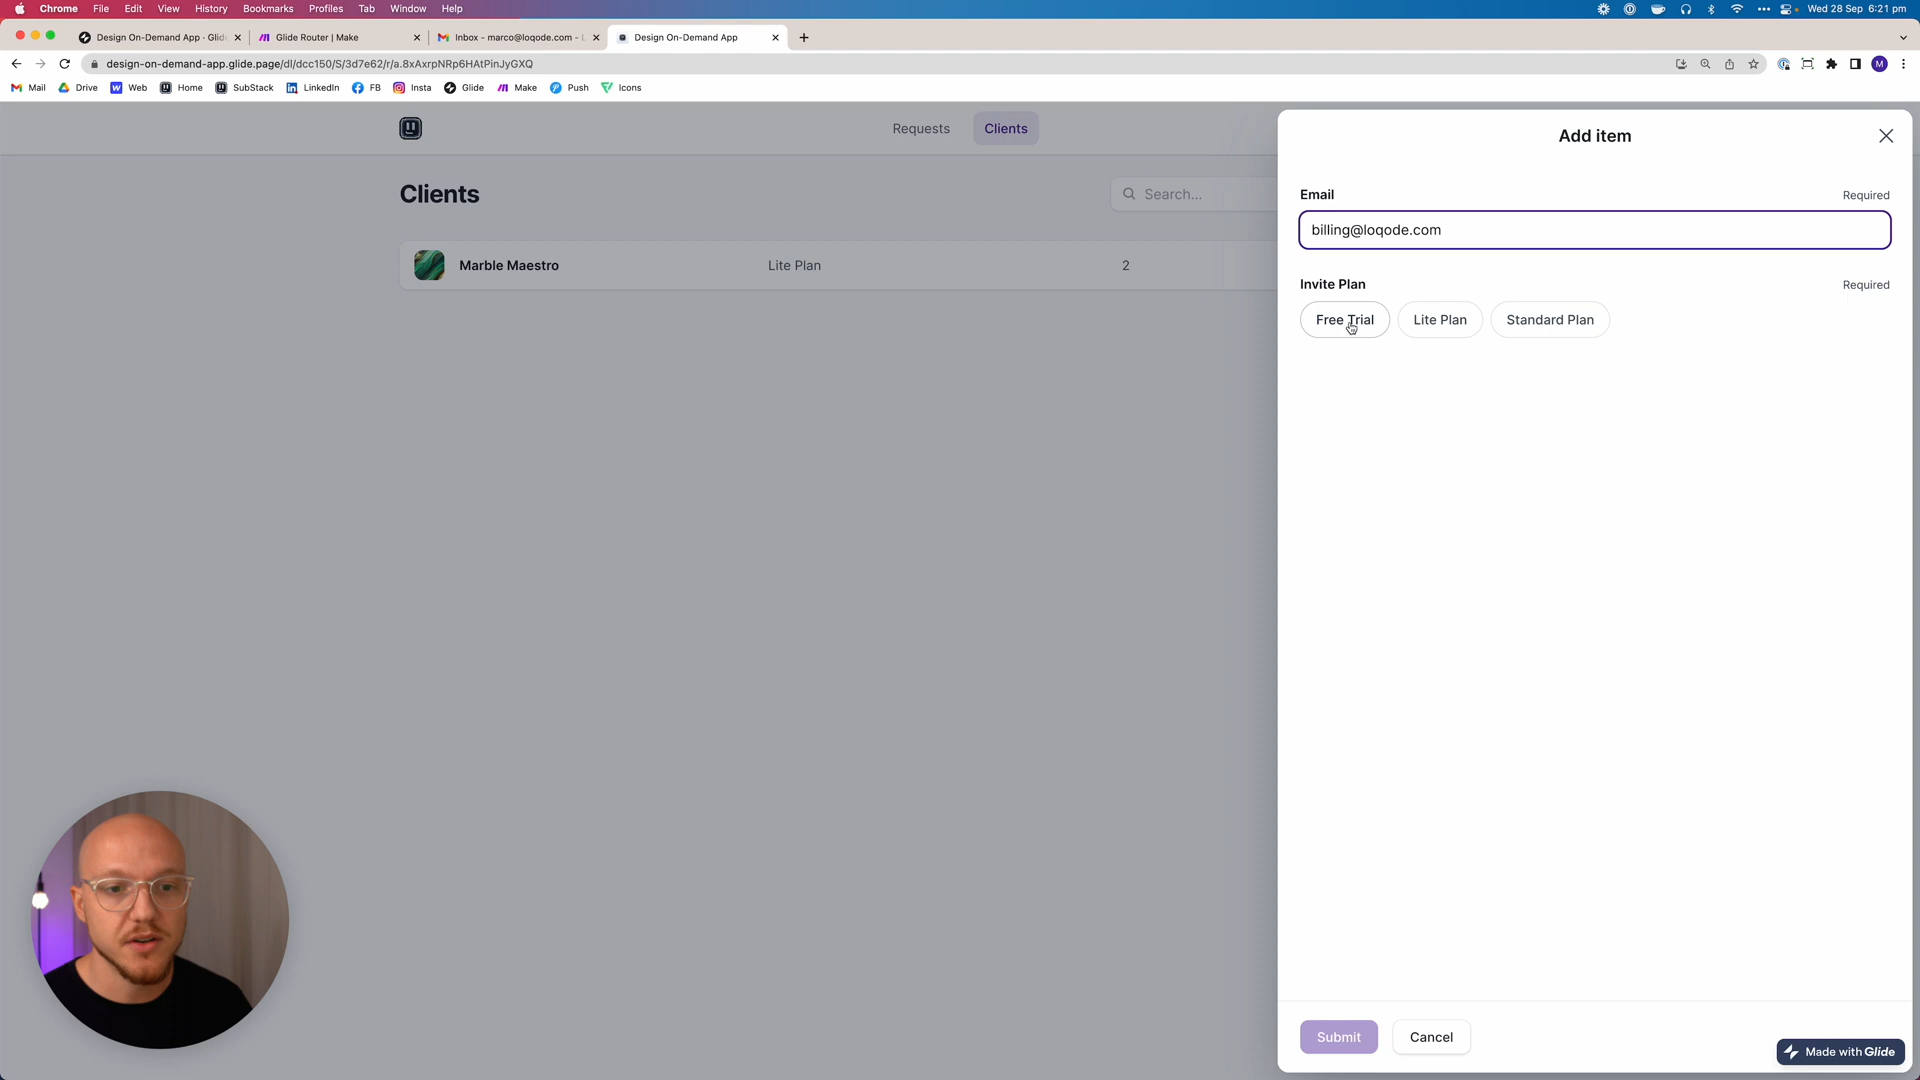 Chrome File Edit View History Bookmarks Profiles Tab Window Help Wed 28 Sep 6:21 pm
Design On-Demand App · Glide Glide Router | Make Inbox - marco@loqode.com - Design On-Demand App
design-on-demand-app.glide.page/dl/dcc150/S/3d7e62/r/a.8xAxrpNRp6HAtPinJyGXQ
M
Mail Drive Web Home SubStack LinkedIn FB Insta Glide Make Push Icons
Requests Clients
Add item
Clients
Search...
Email Required
billing@loqode.com
Marble Maestro Lite Plan 2
Invite Plan Required
Free Trial Lite Plan Standard Plan
Submit Cancel
Made with Glide